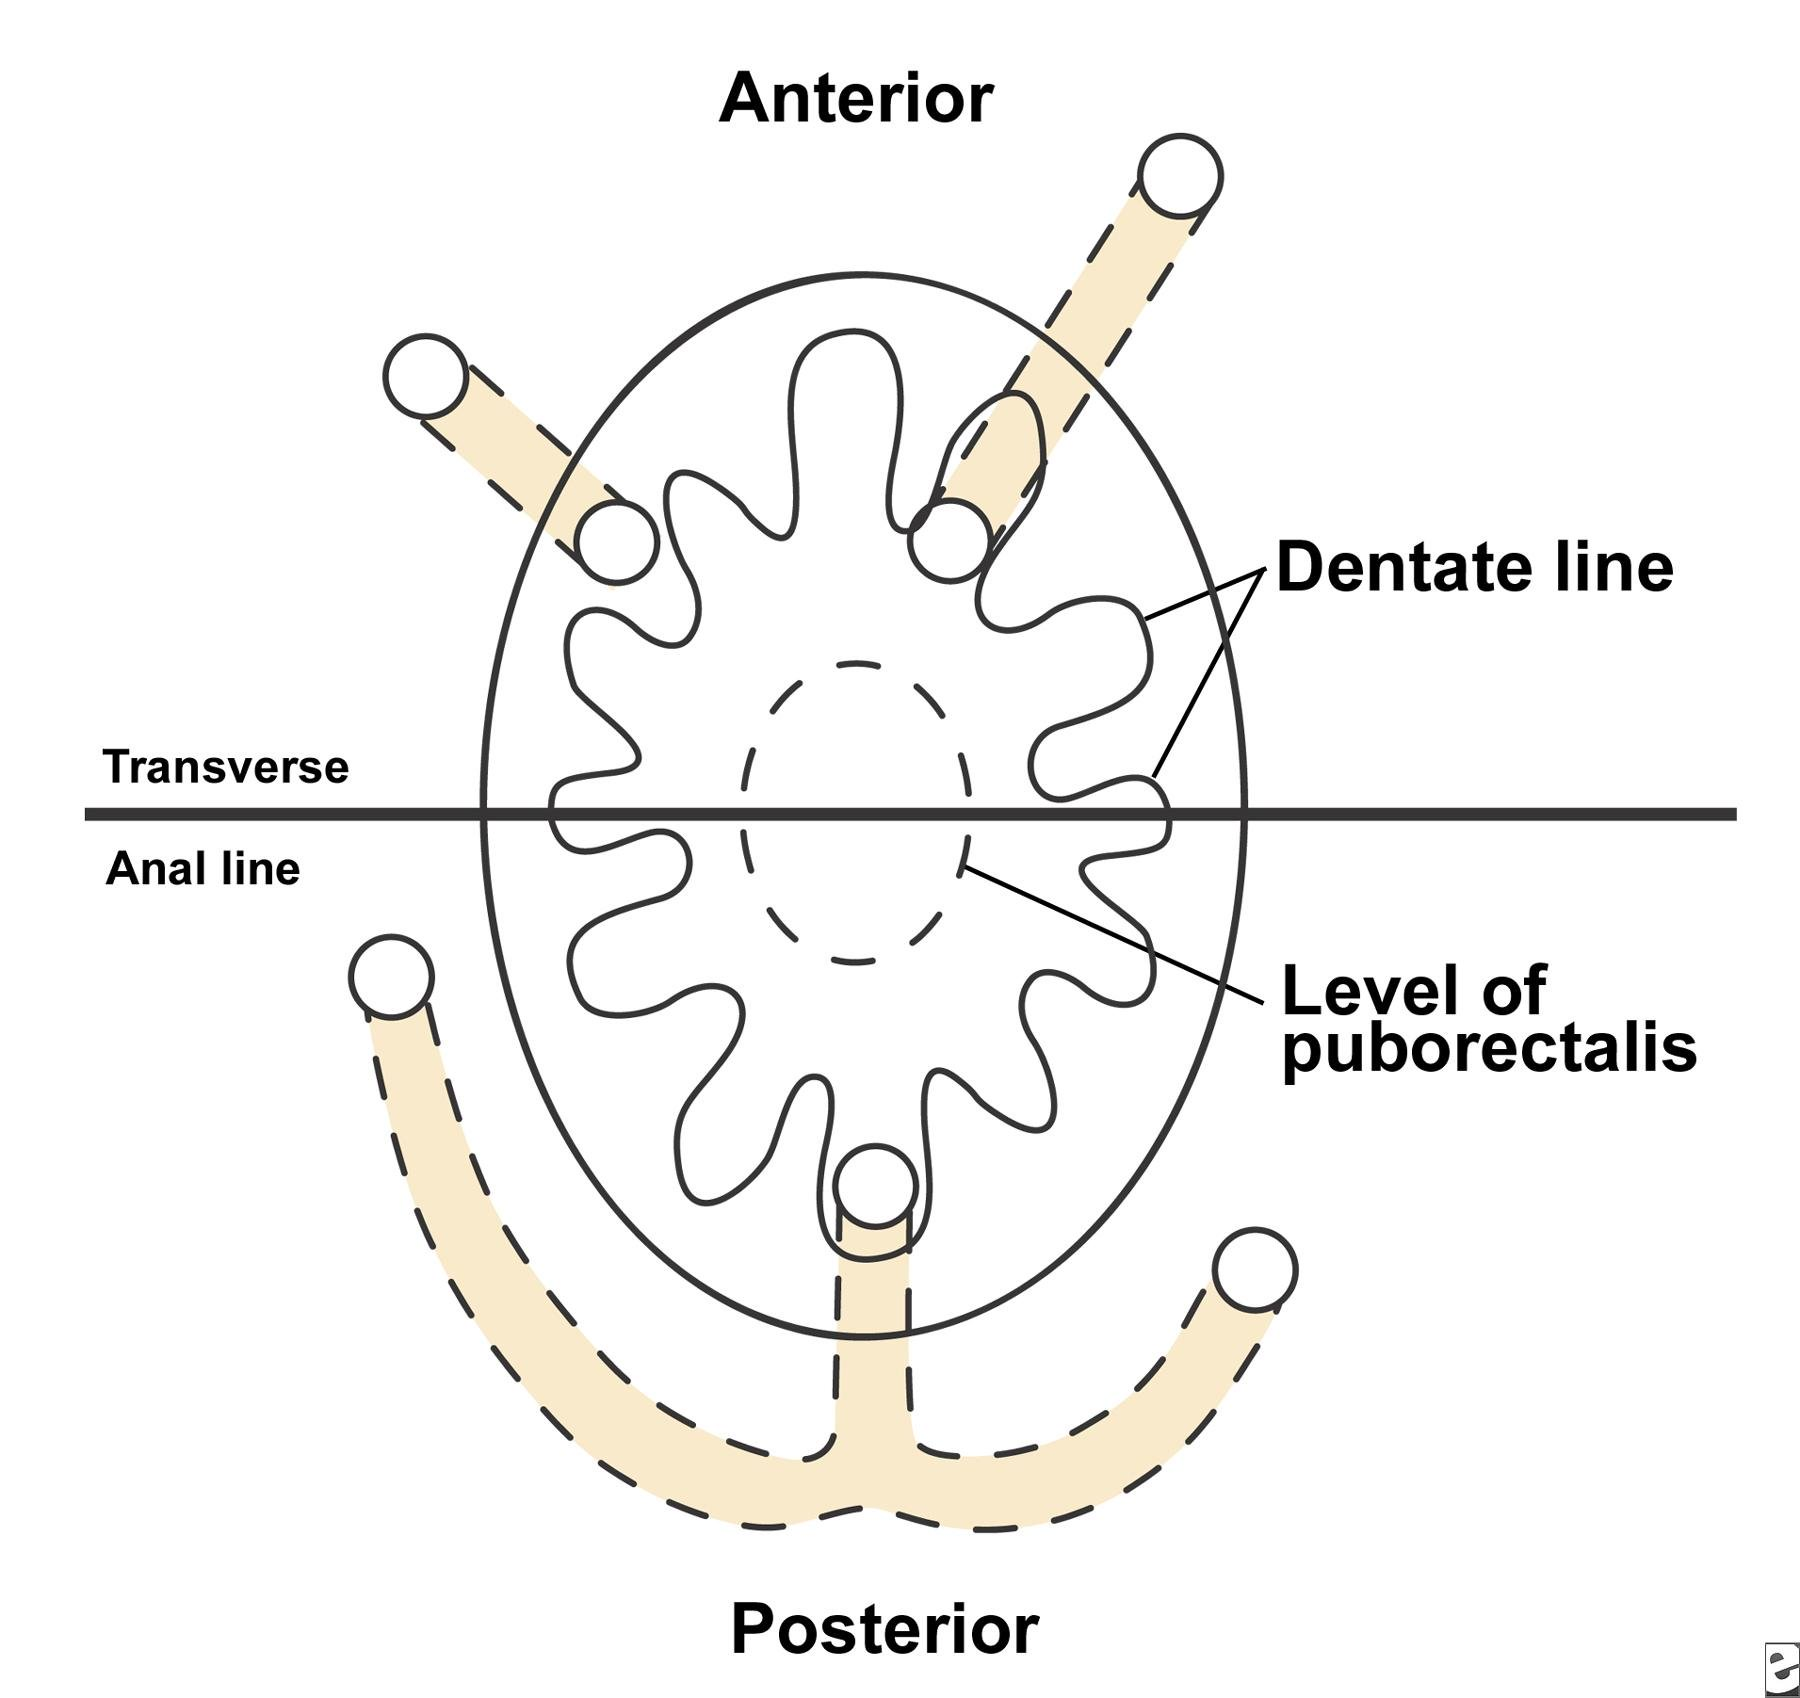 Anterior
Dentate line
Transverse
Anal line
Level of
puborectalis
Posterior
e